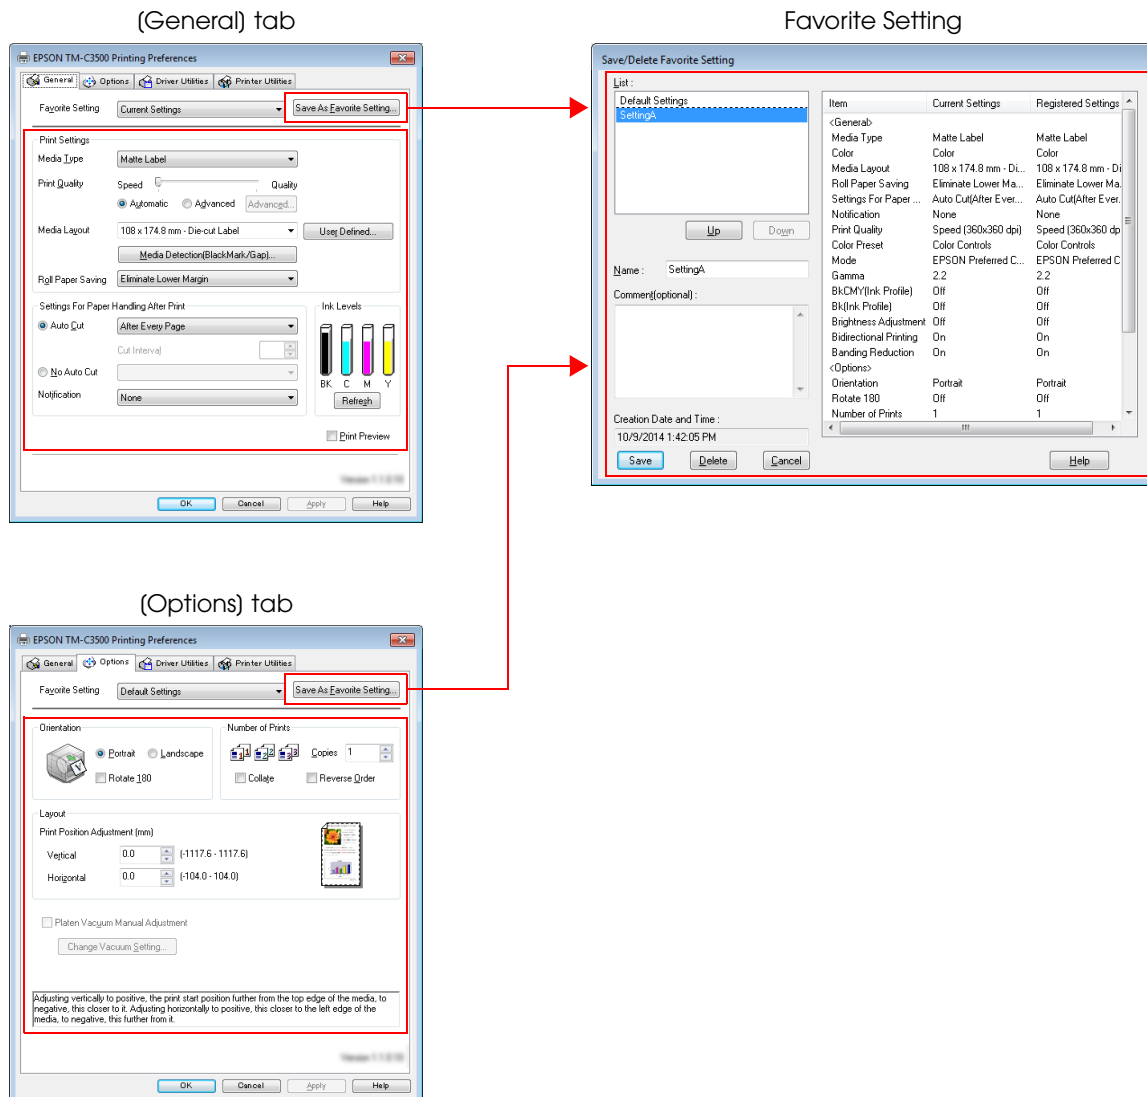 (General) tab
EPSON TM-C3500 Printing Preferences
General Options Driver Utilities Printer Utilities
Favorite Setting Current Settings Save As Favorite Setting...
Print Settings
Media Type Matte Label
Print Quality Speed Quality
Automatic Advanced Advanced...
Media Layout 108 x 174.8 mm - Die-cut Label User Defined...
Media Detection(BlackMark/Gap)...
Roll Paper Saving Eliminate Lower Margin
Settings For Paper Handling After Print Ink Levels
Auto Cut After Every Page
Cut Interval
No Auto Cut
BK C M Y
Notification None Refresh
Print Preview
OK Cancel Apply Help
Favorite Setting
Save/Delete Favorite Setting
List :
Default Settings
SettingA
Up Down
Name : SettingA
Comment(optional) :
Creation Date and Time :
10/9/2014 1:42:05 PM
Save Delete Cancel Help
Item Current Settings Registered Settings
<General>
Media Type Matte Label Matte Label
Color Color Color
Media Layout 108 x 174.8 mm - Di... 108 x 174.8 mm - Di
Roll Paper Saving Eliminate Lower Ma... Eliminate Lower Ma.
Settings For Paper ... Auto Cut(After Ever... Auto Cut(After Ever.
Notification None None
Print Quality Speed (360x360 dpi) Speed (360x360 dp
Color Preset Color Controls Color Controls
Mode EPSON Preferred C... EPSON Preferred C
Gamma 2.2 2.2
BkCMY(Ink Profile) Off Off
Bk(Ink Profile) Off Off
Brightness Adjustment Off Off
Bidirectional Printing On On
Banding Reduction On On
<Options>
Orientation Portrait Portrait
Rotate 180 Off Off
Number of Prints 1 1
(Options) tab
EPSON TM-C3500 Printing Preferences
General Options Driver Utilities Printer Utilities
Favorite Setting Default Settings Save As Favorite Setting...
Orientation Number of Prints
Portrait Landscape 1 1 2 2 3 3 Copies 1
Rotate 180 Collate Reverse Order
Layout
Print Position Adjustment (mm)
Vertical 0.0 (-1117.6 - 1117.6)
Horizontal 0.0 (-104.0 - 104.0)
Platen Vacuum Manual Adjustment
Change Vacuum Setting...
Adjusting vertically to positive, the print start position further from the top edge of the media, to
negative, this closer to it. Adjusting horizontally to positive, this closer to the left edge of the
media, to negative, this further from it.
OK Cancel Apply Help